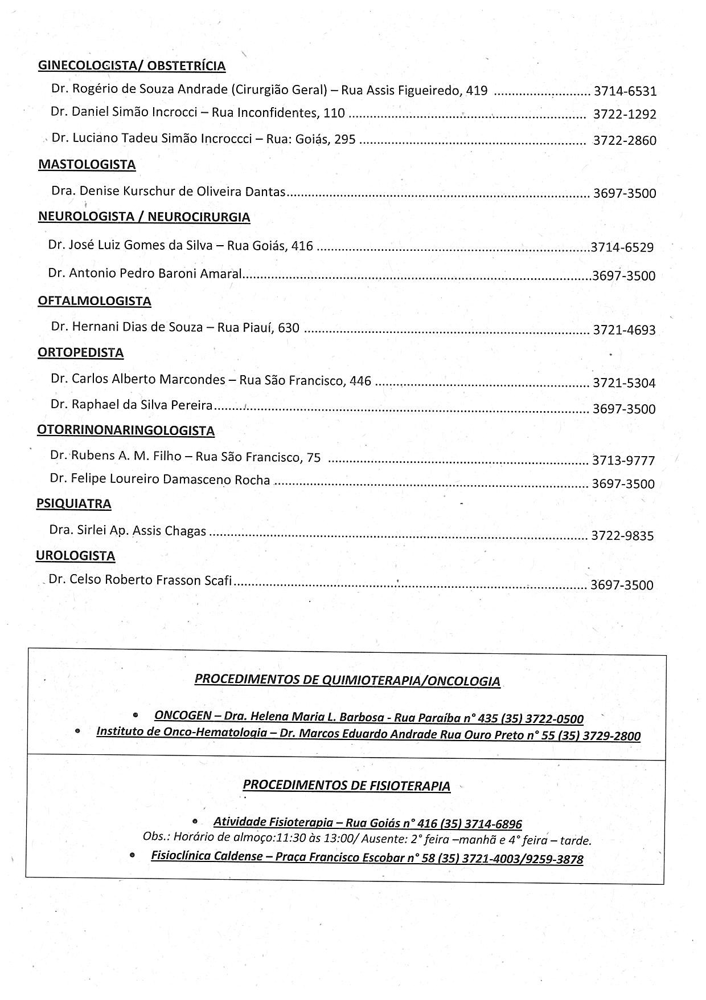 GINECOLOGISTA/ OBSTETRÍCIA
Dr. Rogério de Souza Andrade (Cirurgião Geral) – Rua Assis Figueiredo, 419 ........................... 3714-6531
Dr. Daniel Simão Incrocci – Rua Inconfidentes, 110 ................................................................... 3722-1292
Dr. Luciano Tadeu Simão Incroccci – Rua: Goiás, 295 ................................................................ 3722-2860
MASTOLOGISTA
Dra. Denise Kurschur de Oliveira Dantas..................................................................................... 3697-3500
NEUROLOGISTA / NEUROCIRURGIA
Dr. José Luiz Gomes da Silva – Rua Goiás, 416 .............................................................................3714-6529
Dr. Antonio Pedro Baroni Amaral..................................................................................................3697-3500
OFTALMOLOGISTA
Dr. Hernani Dias de Souza – Rua Piauí, 630 ................................................................................ 3721-4693
ORTOPEDISTA
Dr. Carlos Alberto Marcondes – Rua São Francisco, 446 ............................................................ 3721-5304
Dr. Raphael da Silva Pereira......................................................................................................... 3697-3500
OTORRINONARINGOLOGISTA
Dr. Rubens A. M. Filho – Rua São Francisco, 75 ......................................................................... 3713-9777
Dr. Felipe Loureiro Damasceno Rocha ........................................................................................ 3697-3500
PSIQUIATRA
Dra. Sirlei Ap. Assis Chagas .......................................................................................................... 3722-9835
UROLOGISTA
Dr. Celso Roberto Frasson Scafi................................................................................................... 3697-3500
PROCEDIMENTOS DE QUIMIOTERAPIA/ONCOLOGIA
• ONCOGEN – Dra. Helena Maria L. Barbosa - Rua Paraíba n° 435 (35) 3722-0500
• Instituto de Onco-Hematologia – Dr. Marcos Eduardo Andrade Rua Ouro Preto n° 55 (35) 3729-2800
PROCEDIMENTOS DE FISIOTERAPIA
• Atividade Fisioterapia – Rua Goiás n° 416 (35) 3714-6896
Obs.: Horário de almoço:11:30 às 13:00/ Ausente: 2° feira –manhã e 4° feira – tarde.
• Fisioclínica Caldense – Praça Francisco Escobar n° 58 (35) 3721-4003/9259-3878